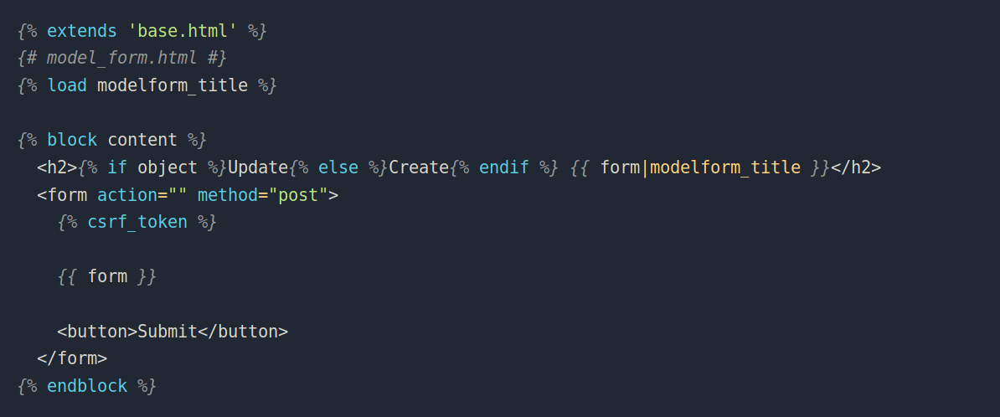 {% extends 'base.html' %}
{# model_form.html #}
{% load modelform_title %}

{% block content %}
  <h2>{% if object %}Update{% else %}Create{% endif %} {{ form|modelform_title }}</h2>
  <form action="" method="post">
    {% csrf_token %}

    {{ form }}

    <button>Submit</button>
  </form>
{% endblock %}